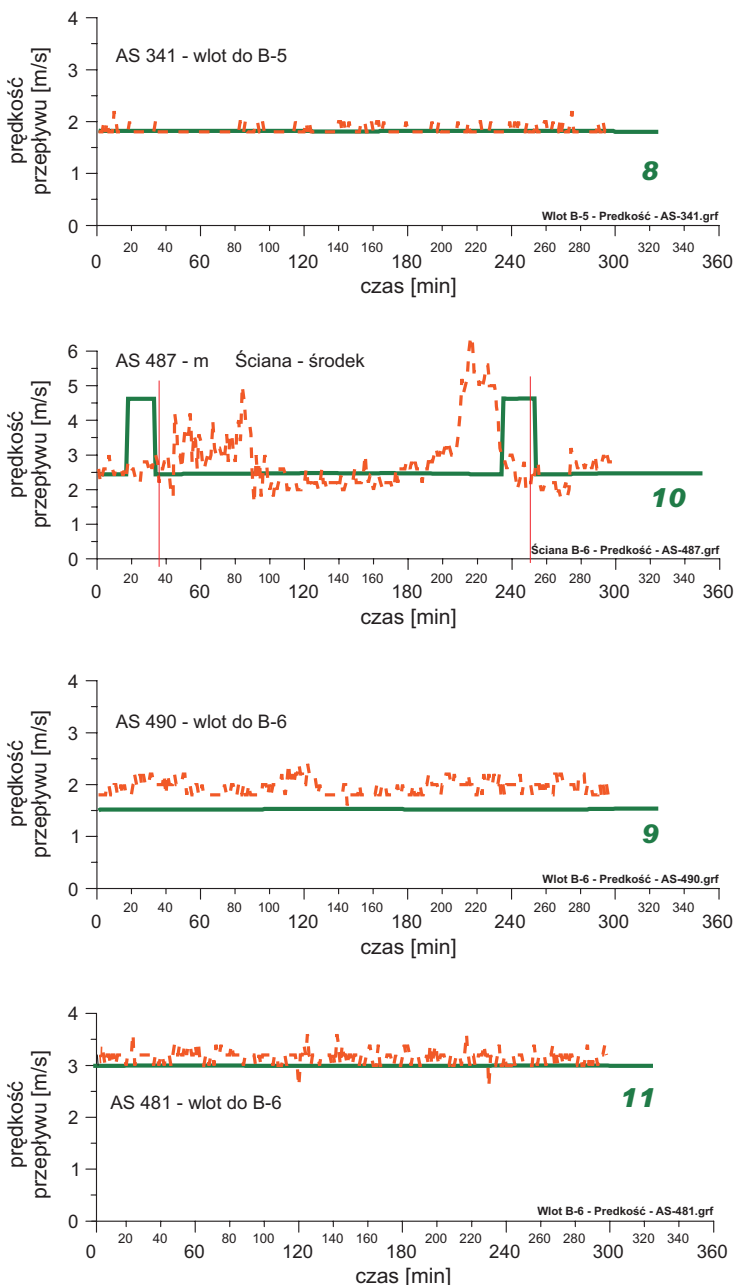 prędkość
przepływu [m/s]
4
3
2
1
0
AS 341 - wlot do B-5
8
Wlot B-5 - Predkość - AS-341.grf
0 20 40 60 80 100 120 140 160 180 200 220 240 260 280 300 320 340 360
czas [min]
prędkość
przepływu [m/s]
6
5
4
3
2
1
0
AS 487 - m Ściana - środek
10
Ściana B-6 - Predkość - AS-487.grf
0 20 40 60 80 100 120 140 160 180 200 220 240 260 280 300 320 340 360
czas [min]
prędkość
przepływu [m/s]
4
3
2
1
0
AS 490 - wlot do B-6
9
Wlot B-6 - Predkość - AS-490.grf
0 20 40 60 80 100 120 140 160 180 200 220 240 260 280 300 320 340 360
czas [min]
prędkość
przepływu [m/s]
4
3
2
1
0
AS 481 - wlot do B-6
11
Wlot B-6 - Predkość - AS-481.grf
0 20 40 60 80 100 120 140 160 180 200 220 240 260 280 300 320 340 360
czas [min]